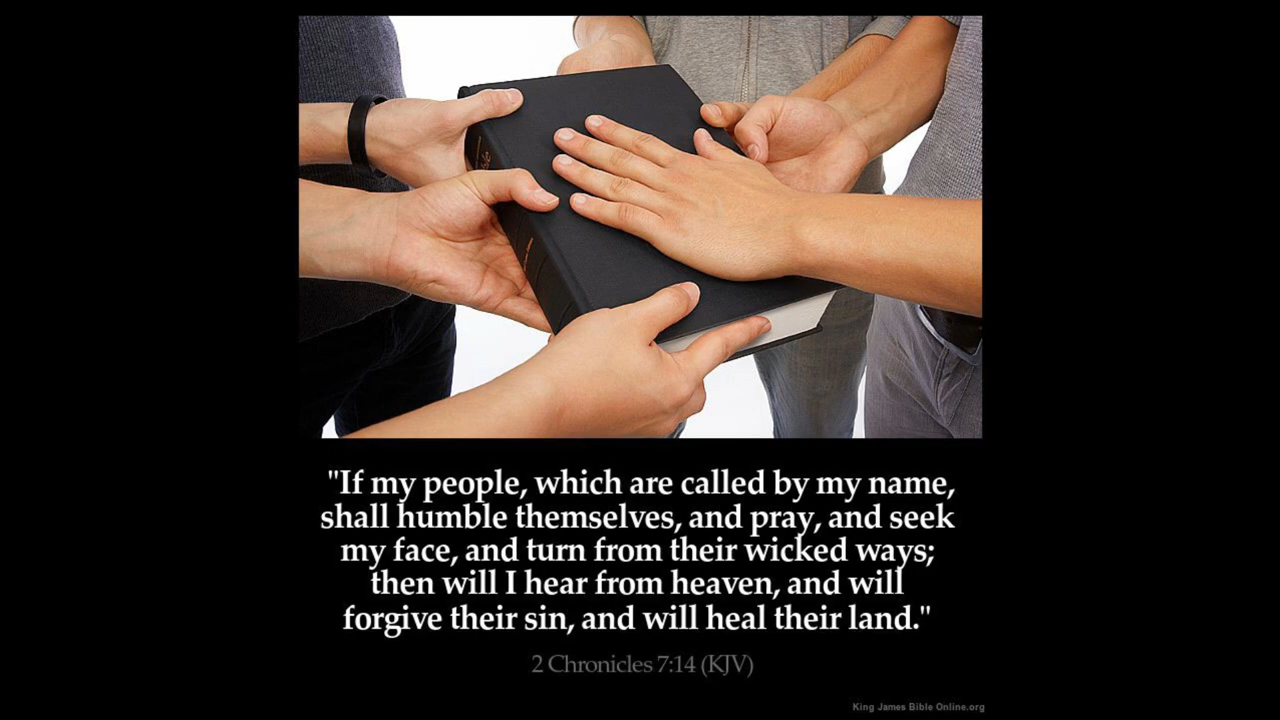 "If my people, which are called by my name,
shall humble themselves, and pray, and seek
my face, and turn from their wicked ways;
then will I hear from heaven, and will
forgive their sin, and will heal their land."
2 Chronicles 7:14 (KJV)
King James Bible Online.org